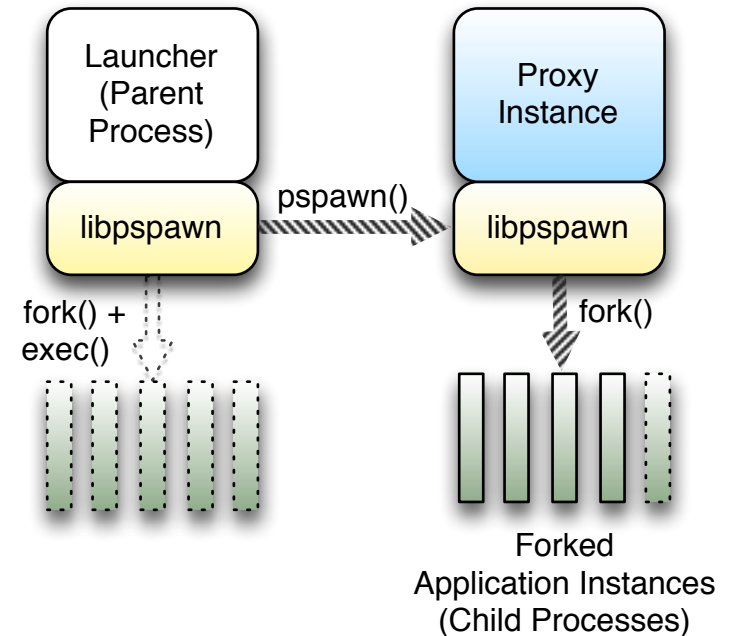 Launcher
(Parent
Process)
Proxy
Instance
libpspawn
pspawn()
libpspawn
fork() +
exec()
fork()
Forked
Application Instances
(Child Processes)